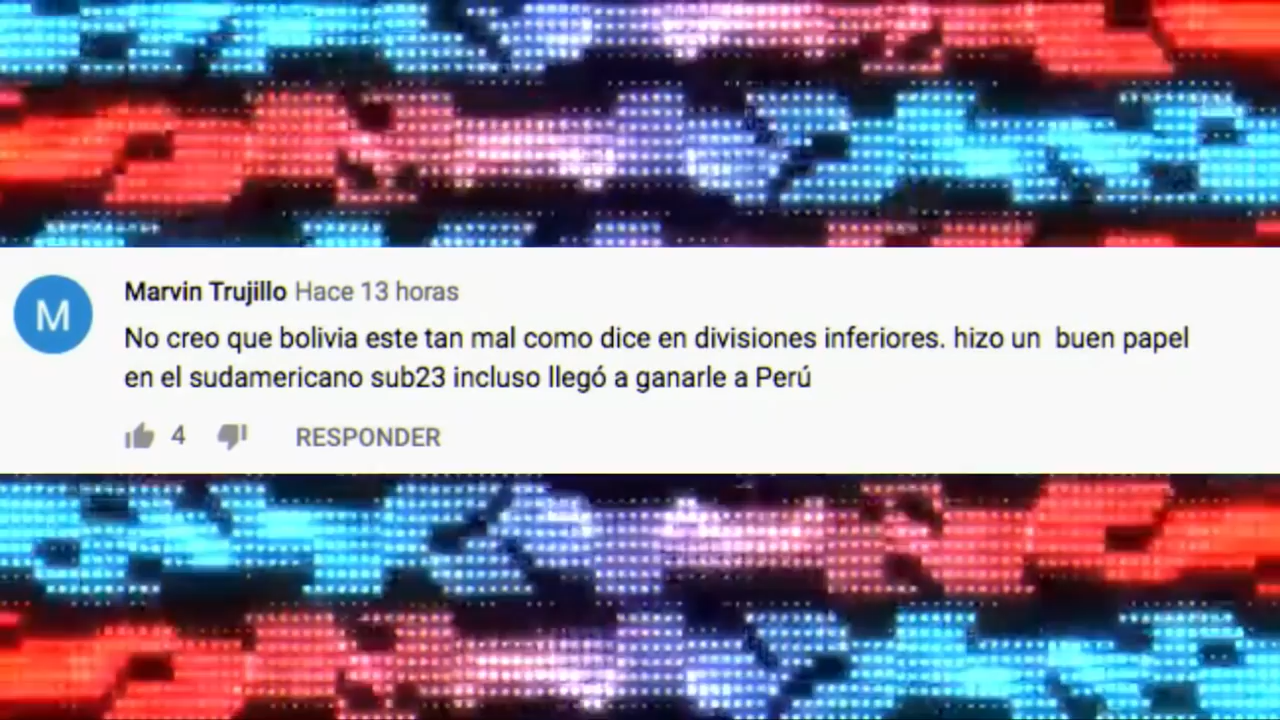 M
Marvin Trujillo Hace 13 horas
No creo que bolivia este tan mal como dice en divisiones inferiores. hizo un  buen papel
en el sudamericano sub23 incluso llegó a ganarle a Perú
4 RESPONDER